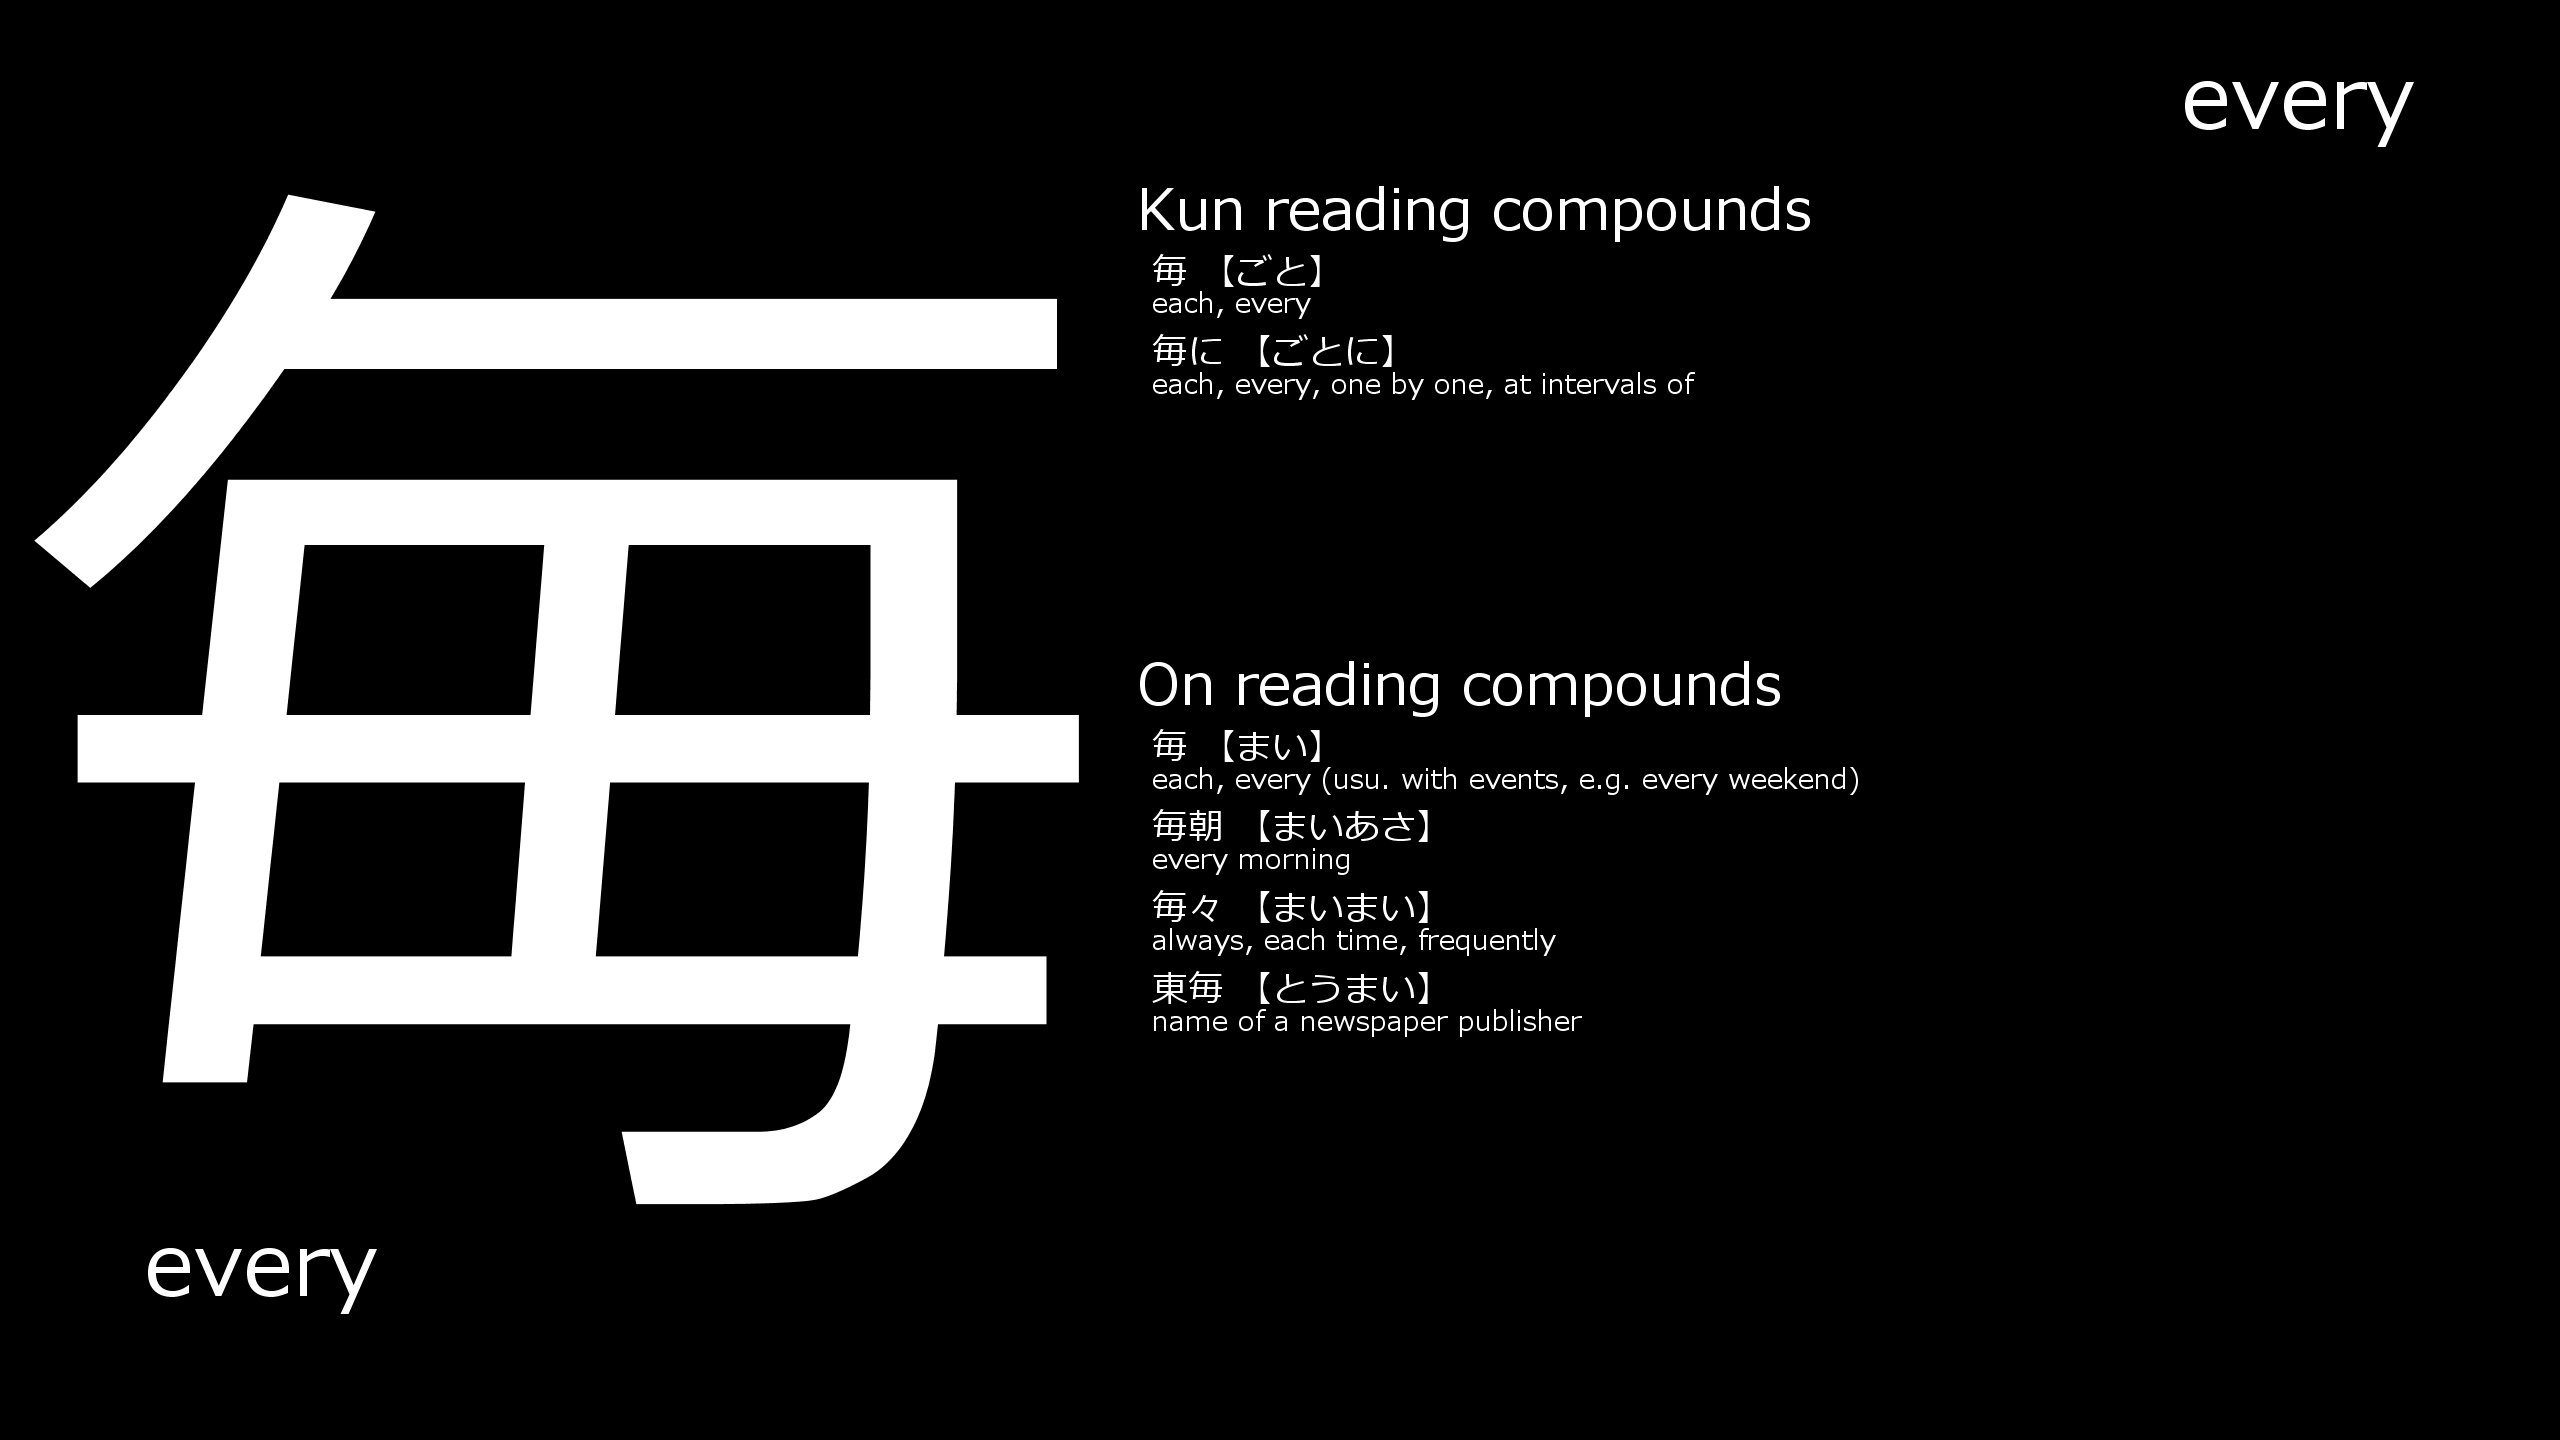 every
毎
Kun reading compounds
毎 【ごと】
each, every
毎に 【ごとに】
each, every, one by one, at intervals of
On reading compounds
毎 【まい】
each, every (usu. with events, e.g. every weekend)
毎朝 【まいあさ】
every morning
毎々 【まいまい】
always, each time, frequently
東毎 【とうまい】
name of a newspaper publisher
every